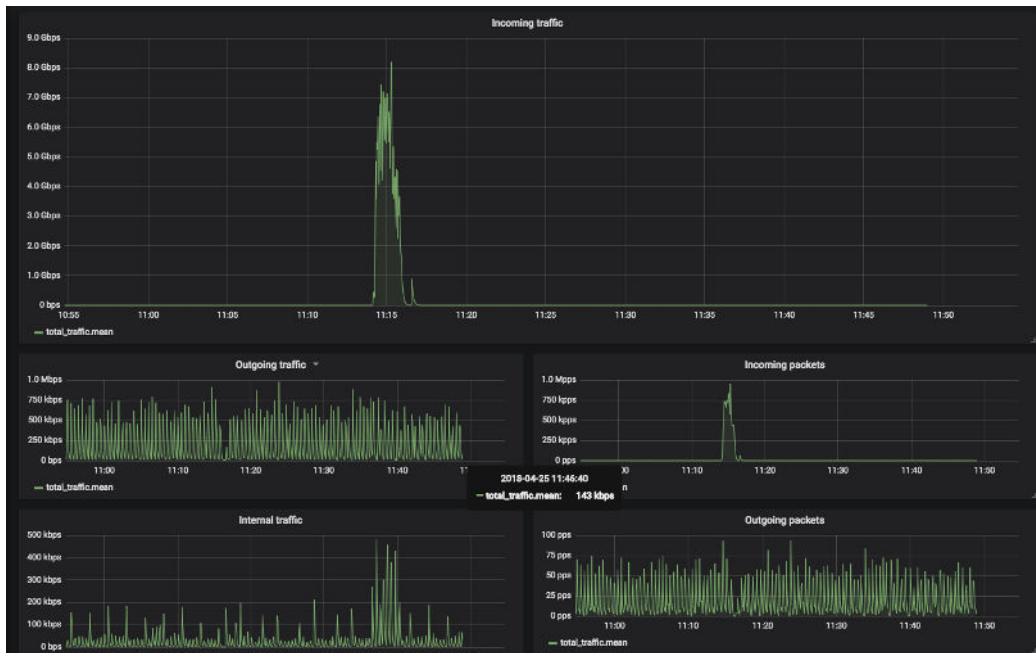 Incoming traffic
9.0 Gbps
8.0 Gbps
7.0 Gbps
6.0 Gbps
5.0 Gbps
4.0 Gbps
3.0 Gbps
2.0 Gbps
1.0 Gbps
0 bps
10:55 11:00 11:05 11:10 11:15 11:20 11:25 11:30 11:35 11:40 11:45 11:50
total_traffic.mean
Outgoing traffic
1.0 Mbps
750 kbps
500 kbps
250 kbps
0 bps
11:00 11:10 11:20 11:30 11:40
total_traffic.mean
Incoming packets
1.0 Mpps
750 kpps
500 kpps
250 kpps
0 pps
11:10 11:20 11:30 11:40 11:50
2018-04-25 11:46:40
total_traffic.mean: 143 kbps
Internal traffic
500 kbps
400 kbps
300 kbps
200 kbps
100 kbps
0 bps
Outgoing packets
100 pps
75 pps
50 pps
25 pps
0 pps
11:00 11:10 11:20 11:30 11:40 11:50
total_traffic.mean